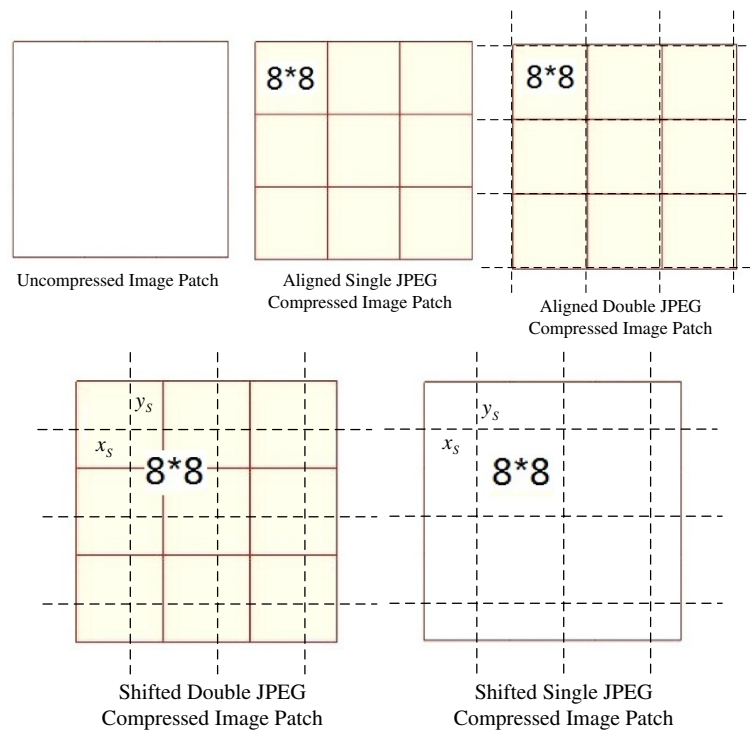 8*8
8*8
Uncompressed Image Patch
Aligned Single JPEG
Compressed Image Patch
Aligned Double JPEG
Compressed Image Patch
y_S
x_S
8*8
y_S
x_S
8*8
Shifted Double JPEG
Compressed Image Patch
Shifted Single JPEG
Compressed Image Patch